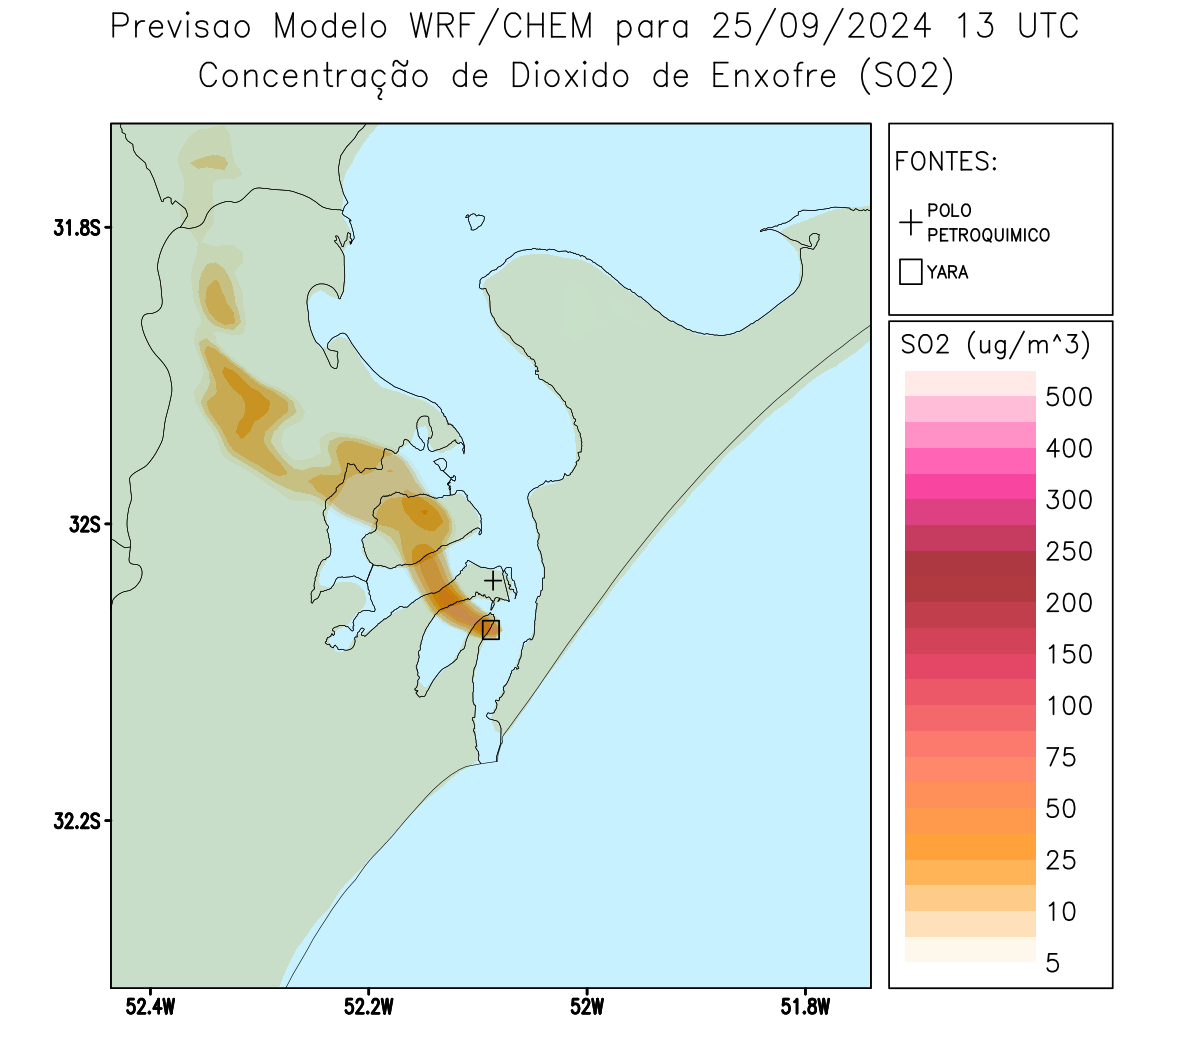 Previsao Modelo WRF/CHEM para 25/09/2024 13 UTC
Concentração de Dioxido de Enxofre (SO2)
FONTES:
POLO
PETROQUIMICO
YARA
SO2 (ug/m^3)
500
400
300
250
200
150
100
75
50
25
10
5
31.8S
32S
32.2S
52.4W
52.2W
52W
51.8W